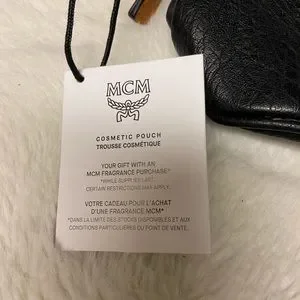 MCM
COSMETIC POUCH
TROUSSE COSMÉTIQUE
YOUR GIFT WITH AN
MCM FRAGRANCE PURCHASE*
*WHILE SUPPLIES LAST.
CERTAIN RESTRICTIONS MAY APPLY.
VOTRE CADEAU POUR L'ACHAT
D'UNE FRAGRANCE MCM*
*DANS LA LIMITE DES STOCKS DISPONIBLES ET AUX
CONDITIONS PARTICULIÈRES DU POINT DE VENTE.